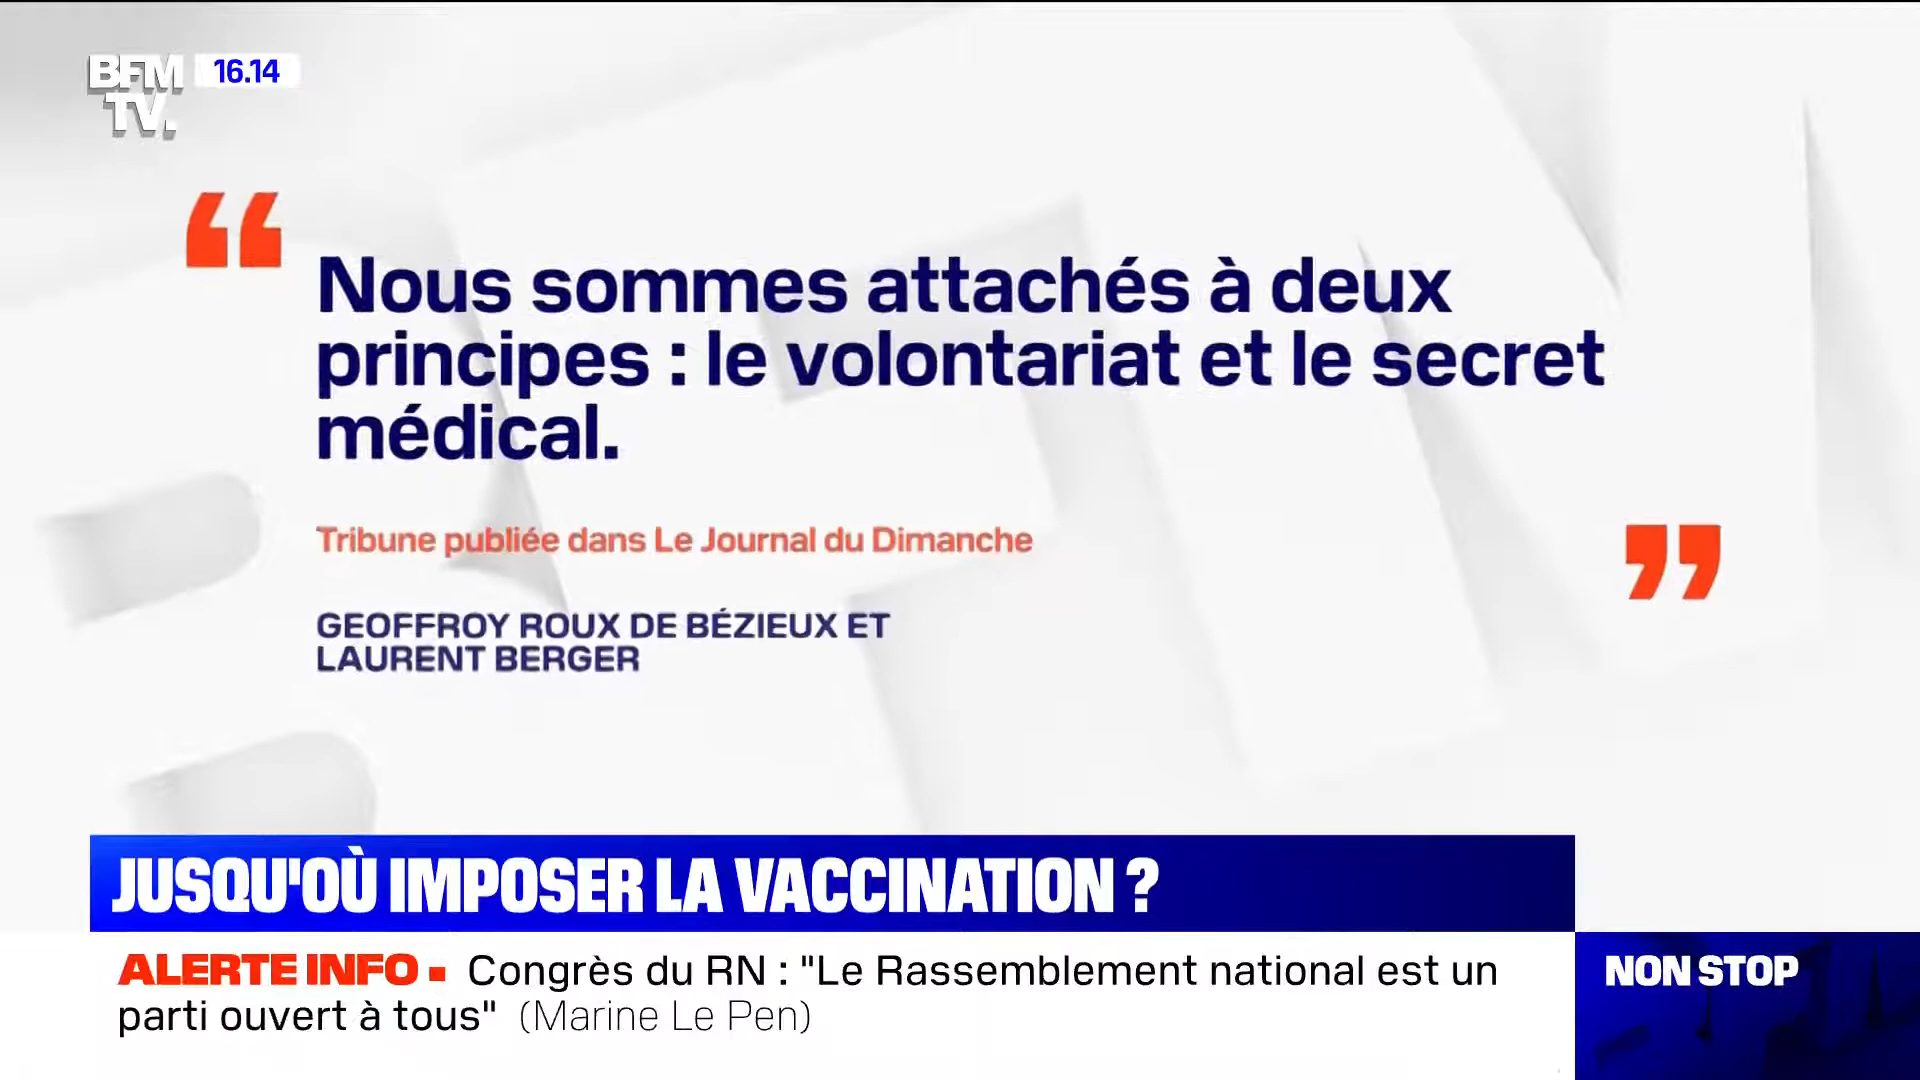 BFM
TV.
16.14
“
Nous sommes attachés à deux
principes : le volontariat et le secret
médical.
Tribune publiée dans Le Journal du Dimanche
”
GEOFFROY ROUX DE BÉZIEUX ET
LAURENT BERGER
JUSQU'OÙ IMPOSER LA VACCINATION ?
ALERTE INFO ▪ Congrès du RN : "Le Rassemblement national est un
parti ouvert à tous" (Marine Le Pen)
NON STOP